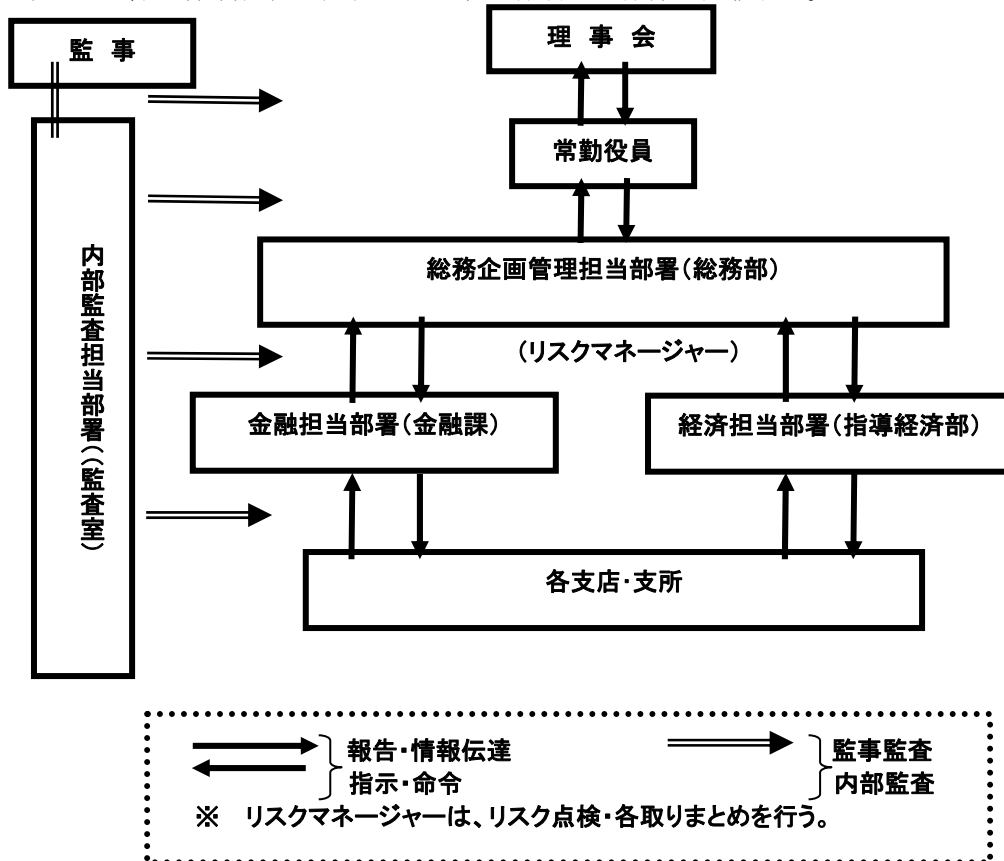 監 事
理 事 会
常勤役員
総務企画管理担当部署(総務部)
(リスクマネージャー)
金融担当部署(金融課)
経済担当部署(指導経済部)
内部監査担当部署((監査室)
各支店・支所
報告・情報伝達
指示・命令
監事監査
内部監査
※ リスクマネージャーは、リスク点検・各取りまとめを行う。